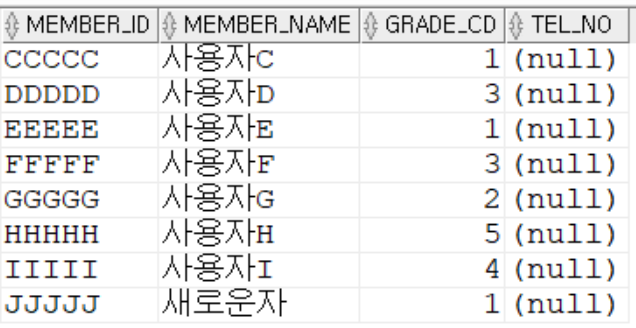 MEMBER_ID MEMBER_NAME GRADE_CD TEL_NO
CCCCC 사용자C 1 (null)
DDDDD 사용자D 3 (null)
EEEEE 사용자E 1 (null)
FFFFF 사용자F 3 (null)
GGGGG 사용자G 2 (null)
HHHHH 사용자H 5 (null)
IIIII 사용자I 4 (null)
JJJJJ 새로운자 1 (null)